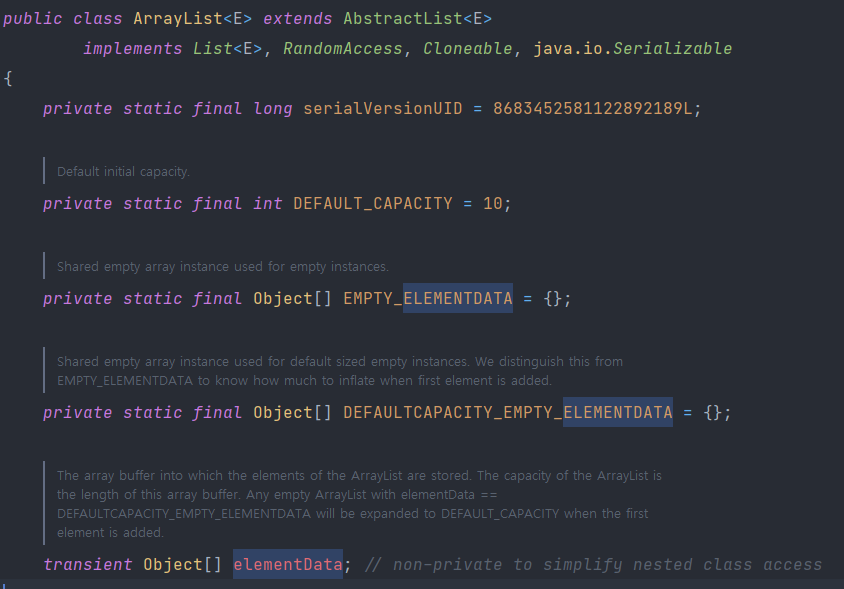 public class ArrayList<E> extends AbstractList<E>
implements List<E>, RandomAccess, Cloneable, java.io.Serializable
{
private static final long serialVersionUID = 8683452581122892189L;
Default initial capacity.
private static final int DEFAULT_CAPACITY = 10;
Shared empty array instance used for empty instances.
private static final Object[] EMPTY_ELEMENTDATA = {};
Shared empty array instance used for default sized empty instances. We distinguish this from
EMPTY_ELEMENTDATA to know how much to inflate when first element is added.
private static final Object[] DEFAULTCAPACITY_EMPTY_ELEMENTDATA = {};
The array buffer into which the elements of the ArrayList are stored. The capacity of the ArrayList is
the length of this array buffer. Any empty ArrayList with elementData ==
DEFAULTCAPACITY_EMPTY_ELEMENTDATA will be expanded to DEFAULT_CAPACITY when the first
element is added.
transient Object[] elementData; // non-private to simplify nested class access